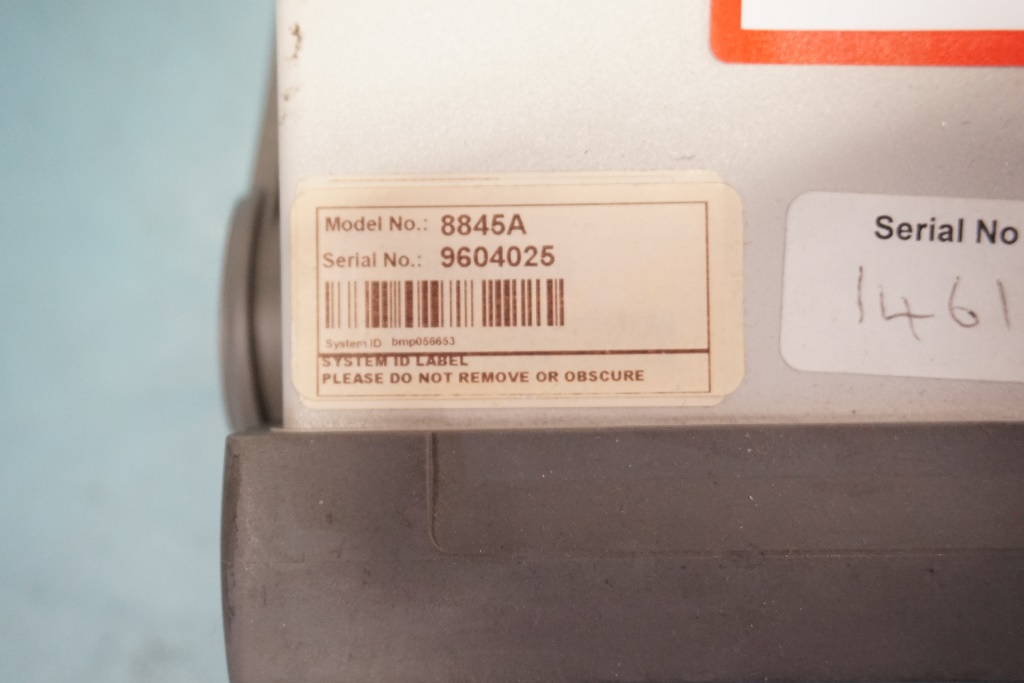 Model No.: 8845A
Serial No.: 9604025
System ID bmp056653
SYSTEM ID LABEL
PLEASE DO NOT REMOVE OR OBSCURE
Serial No
1461